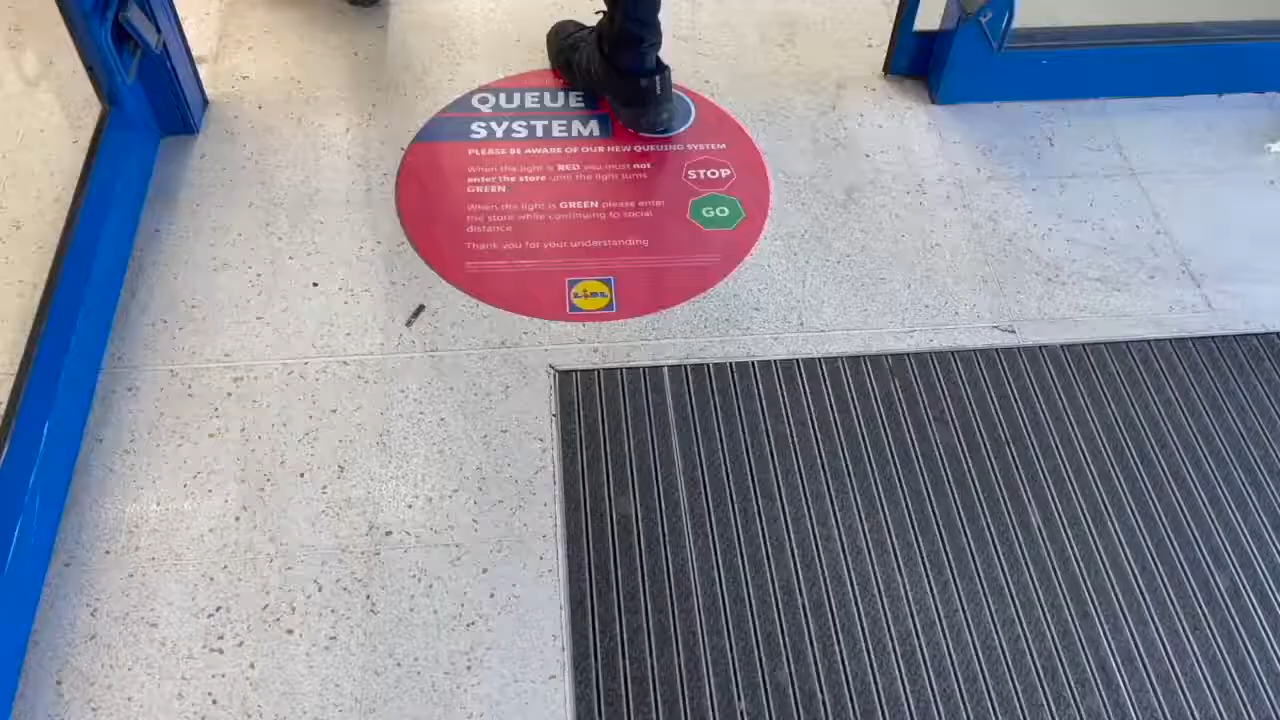 QUEUE
SYSTEM
PLEASE BE AWARE OF OUR NEW QUEUING SYSTEM
When the light is RED you must not
enter the store until the light turns
GREEN
STOP
When the light is GREEN please enter
the store while continuing to social
distance
GO
Thank you for your understanding
LIDL